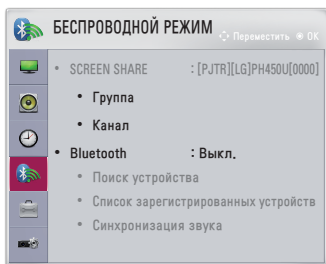 БЕСПРОВОДНОЙ РЕЖИМ Переместить OK
• SCREEN SHARE : [PJTR][LG]PH450U[0000]
• Группа
• Канал
• Bluetooth : Выкл.
• Поиск устройства
• Список зарегистрированных устройств
• Синхронизация звука